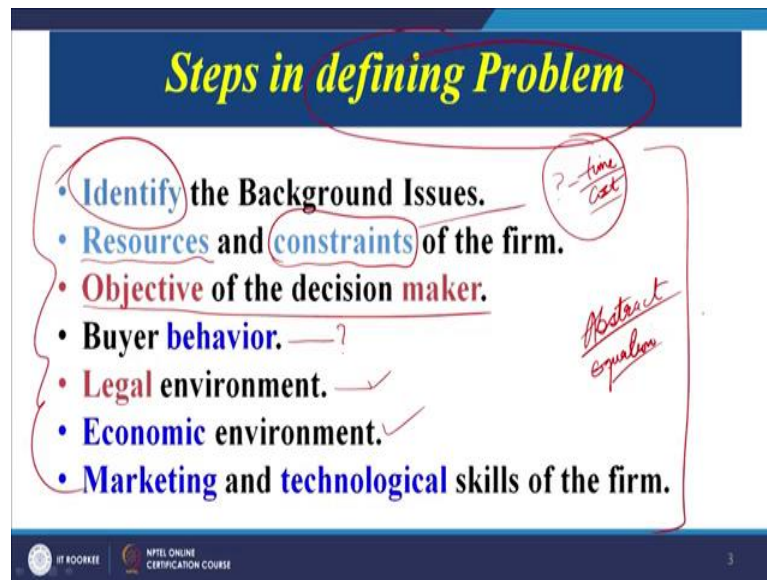 Steps in defining Problem
• Identify the Background Issues.
? - time
cost
• Resources and constraints of the firm.
• Objective of the decision maker.
Abstract
equation
• Buyer behavior. — ?
• Legal environment.
• Economic environment.
• Marketing and technological skills of the firm.
IIT ROORKEE
NPTEL ONLINE
CERTIFICATION COURSE
3